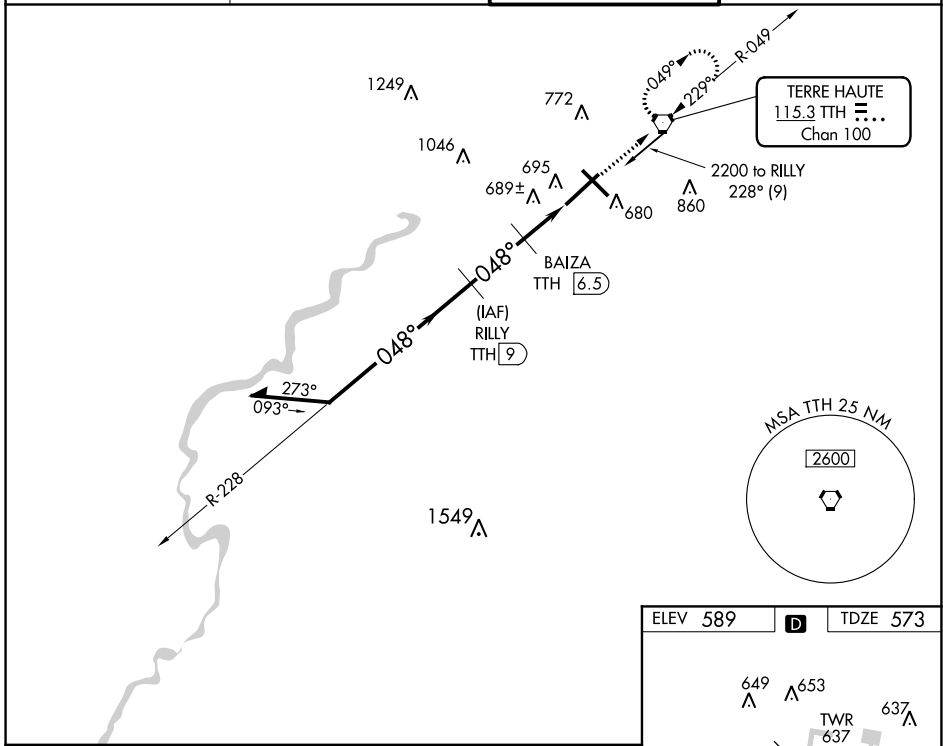 R-049
049°
229°
1249
772
TERRE HAUTE
115.3 TTH
Chan 100
1046
695
689±
2200 to RILLY
228° (9)
680
860
048°
BAIZA
TTH 6.5
(IAF)
RILLY
TTH 9
048°
273°
093°
R-228
MSA TTH 25 NM
2600
1549
ELEV 589
D
TDZE 573
649
653
637
TWR
637